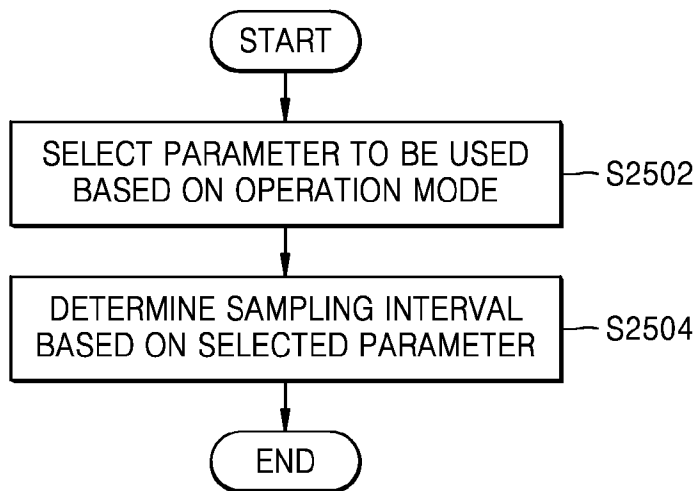 START
SELECT PARAMETER TO BE USED
BASED ON OPERATION MODE
S2502
DETERMINE SAMPLING INTERVAL
BASED ON SELECTED PARAMETER
S2504
END